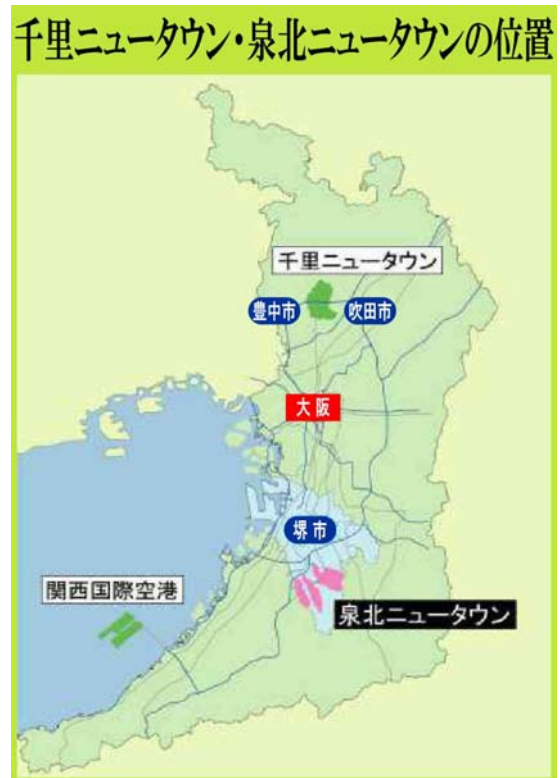 千里ニュータウン・泉北ニュータウンの位置
千里ニュータウン
豊中市
吹田市
大阪
堺市
関西国際空港
泉北ニュータウン